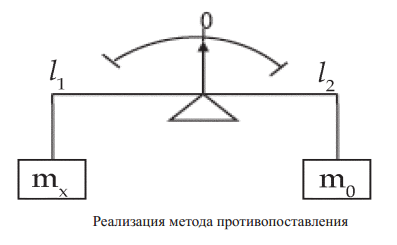 0
l₁ l₂
mₓ m₀
Реализация метода противопоставления